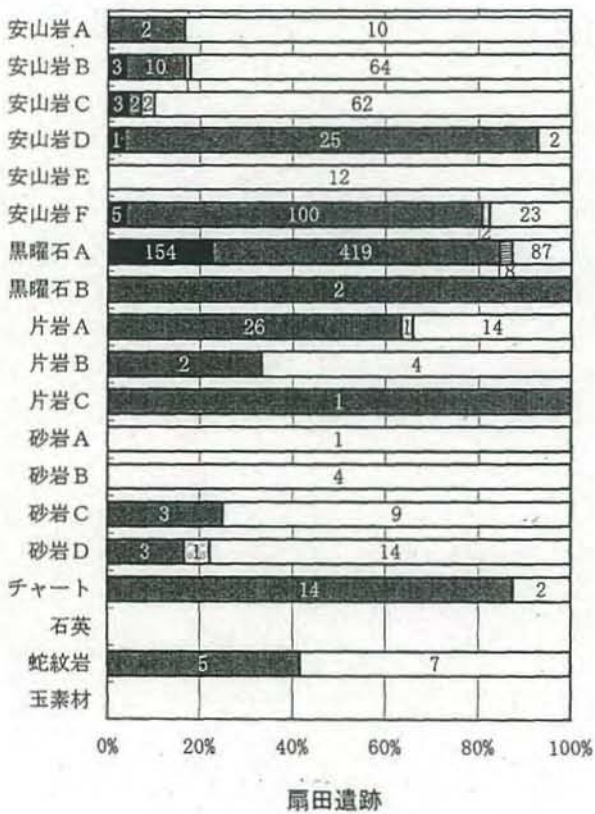 安山岩A 2 10
安山岩B 3 10 64
安山岩C 3 2 2 62
安山岩D 1 25 2
安山岩E 12
安山岩F 5 100 23
2
黒曜石A 154 419 87
8
黒曜石B 2
片岩A 26 1 14
片岩B 2 4
片岩C 1
砂岩A 1
砂岩B 4
砂岩C 3 9
砂岩D 3 1 14
チャート 14 2
石英
蛇紋岩 5 7
玉素材
0% 20% 40% 60% 80% 100%
扇田遺跡